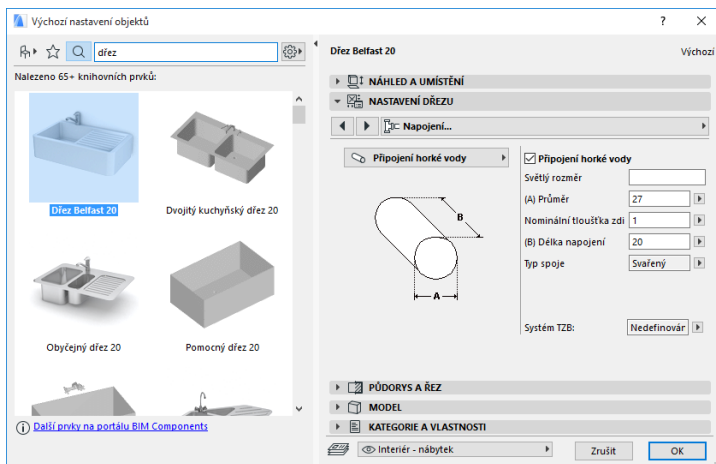 Výchozí nastavení objektů
?
dřez
Nalezeno 65+ knihovních prvků:
Dřez Belfast 20
Dvojitý kuchyňský dřez 20
Obyčejný dřez 20
Pomocný dřez 20
Další prvky na portálu BIM Components
Dřez Belfast 20
Výchozí
NÁHLED A UMÍSTĚNÍ
NASTAVENÍ DŘEZU
Napojení...
Připojení horké vody
B
A
Připojení horké vody
Světlý rozměr
(A) Průměr 27
Nominální tloušťka zdi 1
(B) Délka napojení 20
Typ spoje Svařený
Systém TZB: Nedefinován
PŮDORYS A ŘEZ
MODEL
KATEGORIE A VLASTNOSTI
Interiér - nábytek
Zrušit
OK